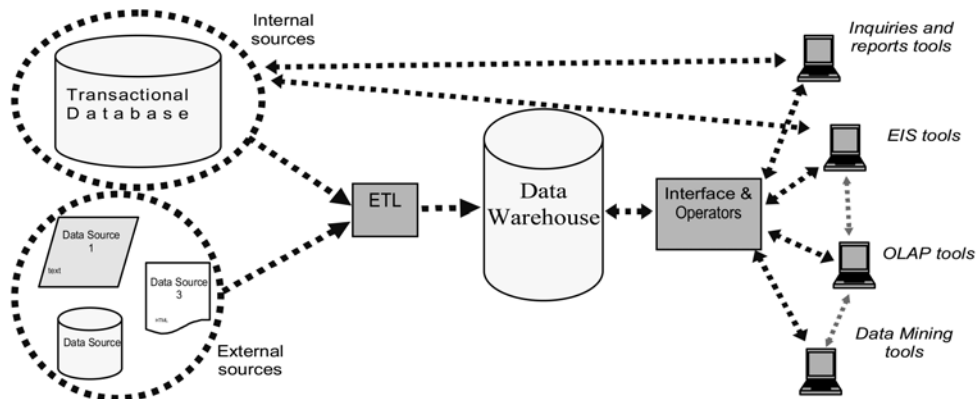 Internal
sources
Transactional
Database
Inquiries and
reports tools
EIS tools
ETL
Data
Warehouse
Interface &
Operators
OLAP tools
Data Mining
tools
Data Source
1
text
Data Source
3
HTML
Data Source
External
sources